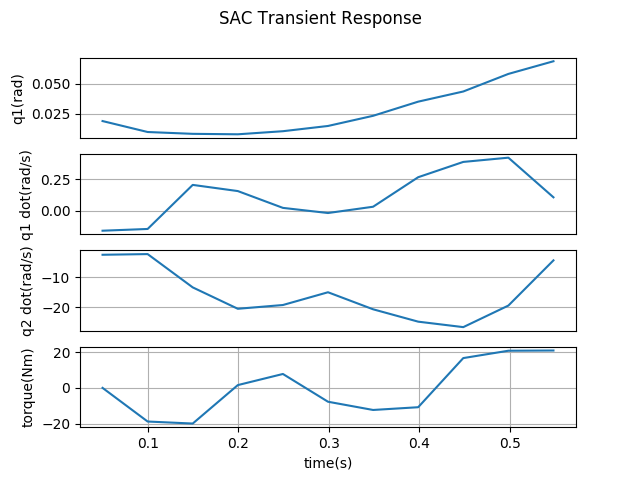 SAC Transient Response
q1(rad)
0.050
0.025
q1 dot(rad/s)
0.25
0.00
q2 dot(rad/s)
−10
−20
torque(Nm)
20
0
−20
0.1 0.2 0.3 0.4 0.5
time(s)